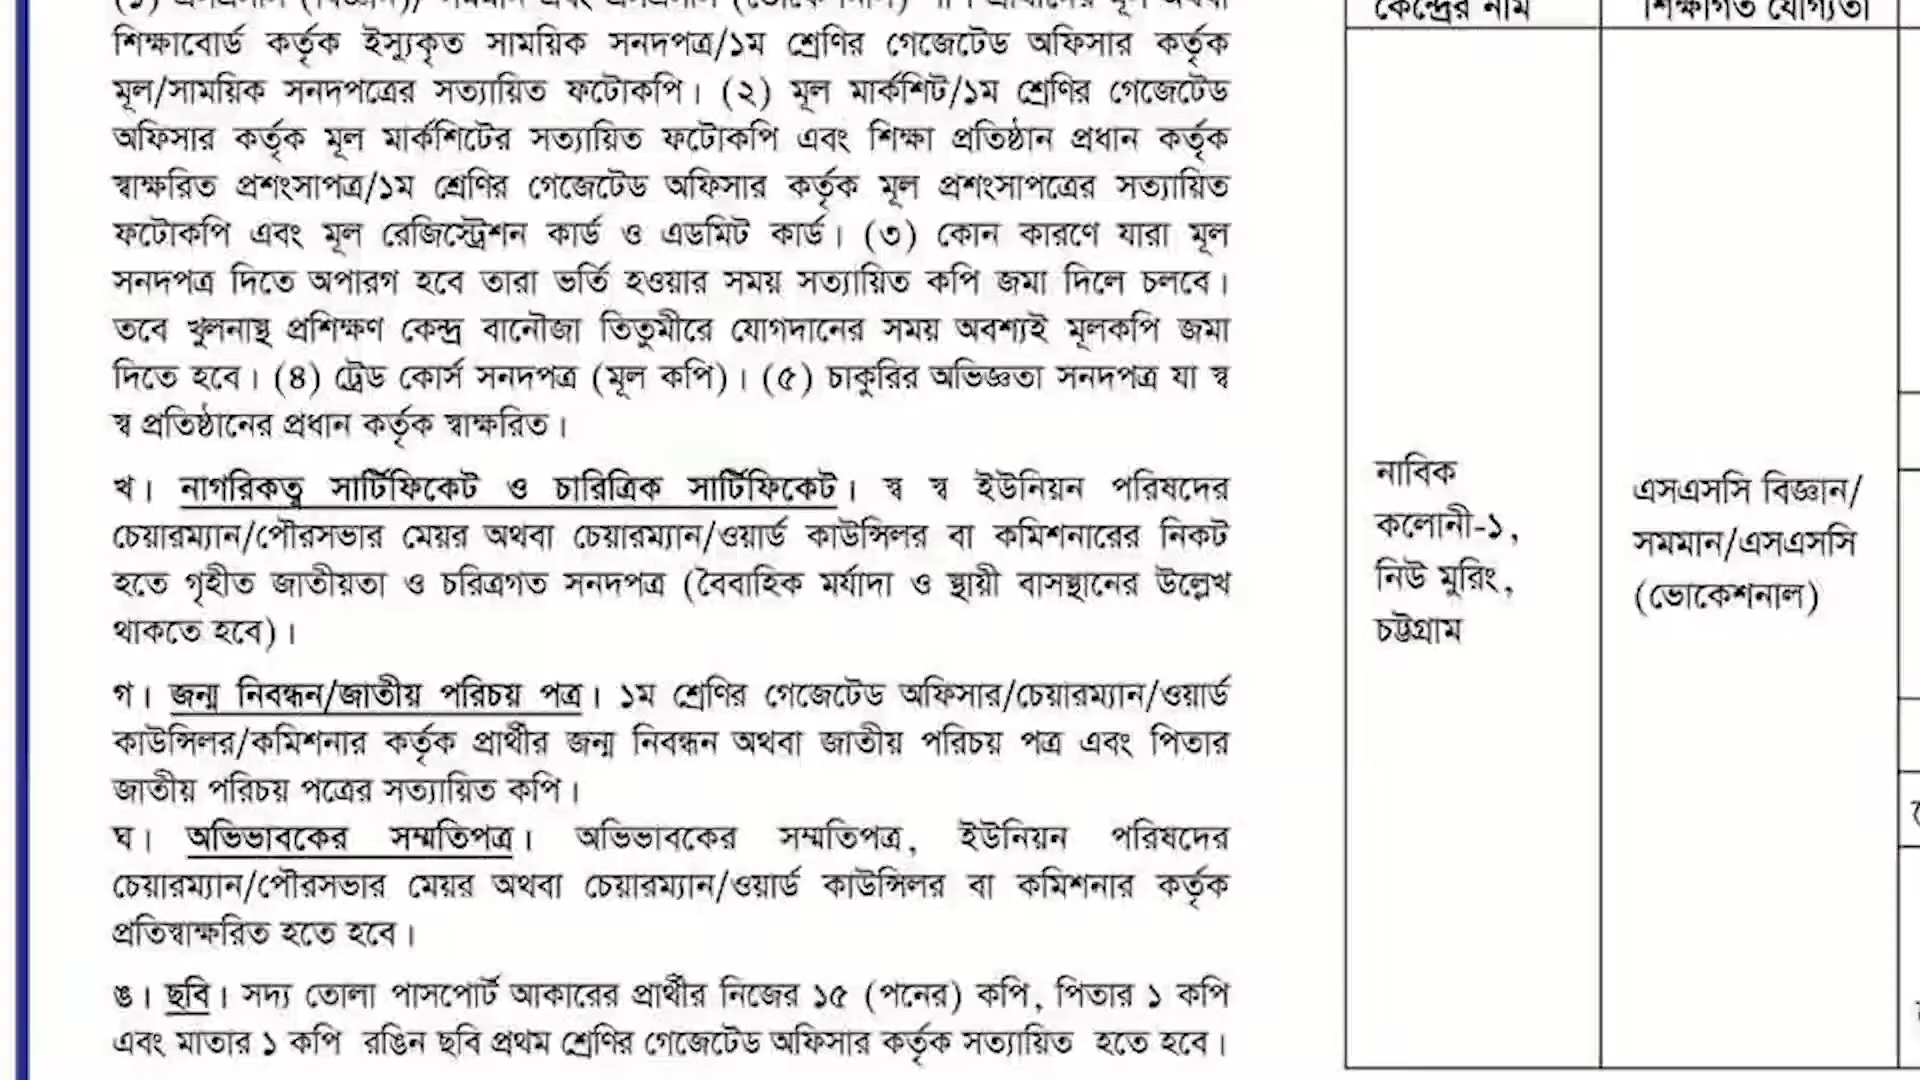 শিক্ষাবোর্ড কর্তৃক ইস্যুকৃত সাময়িক সনদপত্র/১ম শ্রেণির গেজেটেড অফিসার কর্তৃক
মূল/সাময়িক সনদপত্রের সত্যায়িত ফটোকপি। (২) মূল মার্কশিট/১ম শ্রেণির গেজেটেড
অফিসার কর্তৃক মূল মার্কশিটের সত্যায়িত ফটোকপি এবং শিক্ষা প্রতিষ্ঠান প্রধান কর্তৃক
স্বাক্ষরিত প্রশংসাপত্র/১ম শ্রেণির গেজেটেড অফিসার কর্তৃক মূল প্রশংসাপত্রের সত্যায়িত
ফটোকপি এবং মূল রেজিস্ট্রেশন কার্ড ও এডমিট কার্ড। (৩) কোন কারণে যারা মূল
সনদপত্র দিতে অপারগ হবে তারা ভর্তি হওয়ার সময় সত্যায়িত কপি জমা দিলে চলবে।
তবে খুলনাস্থ প্রশিক্ষণ কেন্দ্র বানৌজা তিতুমীরে যোগদানের সময় অবশ্যই মূলকপি জমা
দিতে হবে। (৪) ট্রেড কোর্স সনদপত্র (মূল কপি)। (৫) চাকুরির অভিজ্ঞতা সনদপত্র যা স্ব
স্ব প্রতিষ্ঠানের প্রধান কর্তৃক স্বাক্ষরিত।
খ। নাগরিকত্ব সার্টিফিকেট ও চারিত্রিক সার্টিফিকেট। স্ব স্ব ইউনিয়ন পরিষদের
চেয়ারম্যান/পৌরসভার মেয়র অথবা চেয়ারম্যান/ওয়ার্ড কাউন্সিলর বা কমিশনারের নিকট
হতে গৃহীত জাতীয়তা ও চরিত্রগত সনদপত্র (বৈবাহিক মর্যাদা ও স্থায়ী বাসস্থানের উল্লেখ
থাকতে হবে)।
গ। জন্ম নিবন্ধন/জাতীয় পরিচয় পত্র। ১ম শ্রেণির গেজেটেড অফিসার/চেয়ারম্যান/ওয়ার্ড
কাউন্সিলর/কমিশনার কর্তৃক প্রার্থীর জন্ম নিবন্ধন অথবা জাতীয় পরিচয় পত্র এবং পিতার
জাতীয় পরিচয় পত্রের সত্যায়িত কপি।
ঘ। অভিভাবকের সম্মতিপত্র। অভিভাবকের সম্মতিপত্র, ইউনিয়ন পরিষদের
চেয়ারম্যান/পৌরসভার মেয়র অথবা চেয়ারম্যান/ওয়ার্ড কাউন্সিলর বা কমিশনার কর্তৃক
প্রতিস্বাক্ষরিত হতে হবে।
ঙ। ছবি। সদ্য তোলা পাসপোর্ট আকারের প্রার্থীর নিজের ১৫ (পনের) কপি, পিতার ১ কপি
এবং মাতার ১ কপি রঙিন ছবি প্রথম শ্রেণির গেজেটেড অফিসার কর্তৃক সত্যায়িত হতে হবে।
কেন্দ্রের নাম
শিক্ষাগত যোগ্যতা
নাবিক
কলোনী-১,
নিউ মুরিং,
চট্টগ্রাম
এসএসসি বিজ্ঞান/
সমমান/এসএসসি
(ভোকেশনাল)